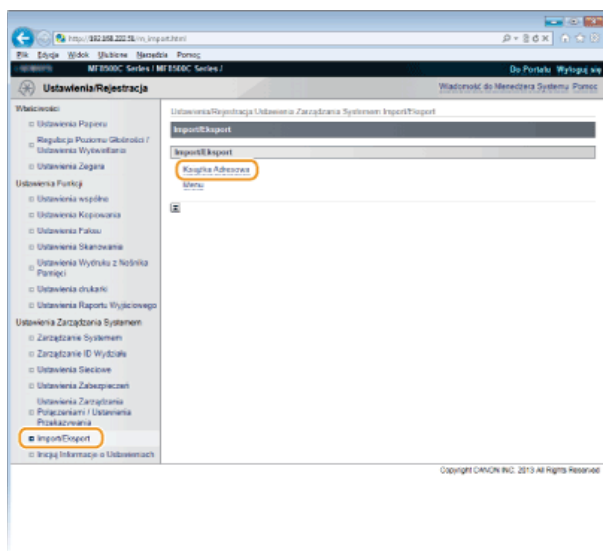 Plik Edycja Widok Ulubione Narzędzia Pomoc
MF8500C Series / MF8500C Series /
Do Portalu Wyloguj się
Ustawienia/Rejestracja
Wiadomość do Menedżera Systemu Pomoc
Właściwości
Ustawienia Papieru
Regulacja Poziomu Głośności /
Ustawienia Wyświetlania
Ustawienia Zegara
Ustawienia Funkcji
Ustawienia wspólne
Ustawienia Kopiowania
Ustawienia Faksu
Ustawienia Skanowania
Ustawienia Wydruku z Nośnika
Pamięci
Ustawienia drukarki
Ustawienia Raportu Wyjściowego
Ustawienia Zarządzania Systemem
Zarządzanie Systemem
Zarządzanie ID Wydziału
Ustawienia Sieciowe
Ustawienia Zabezpieczeń
Ustawienia Zarządzania
Połączeniami / Ustawienia
Przekazywania
Import/Eksport
Inicjuj Informacje o Ustawieniach
Ustawienia/Rejestracja:Ustawienia Zarządzania Systemem: Import/Eksport
Import/Eksport
Import/Eksport
Książka Adresowa
Menu
Copyright CANON INC. 2013 All Rights Reserved